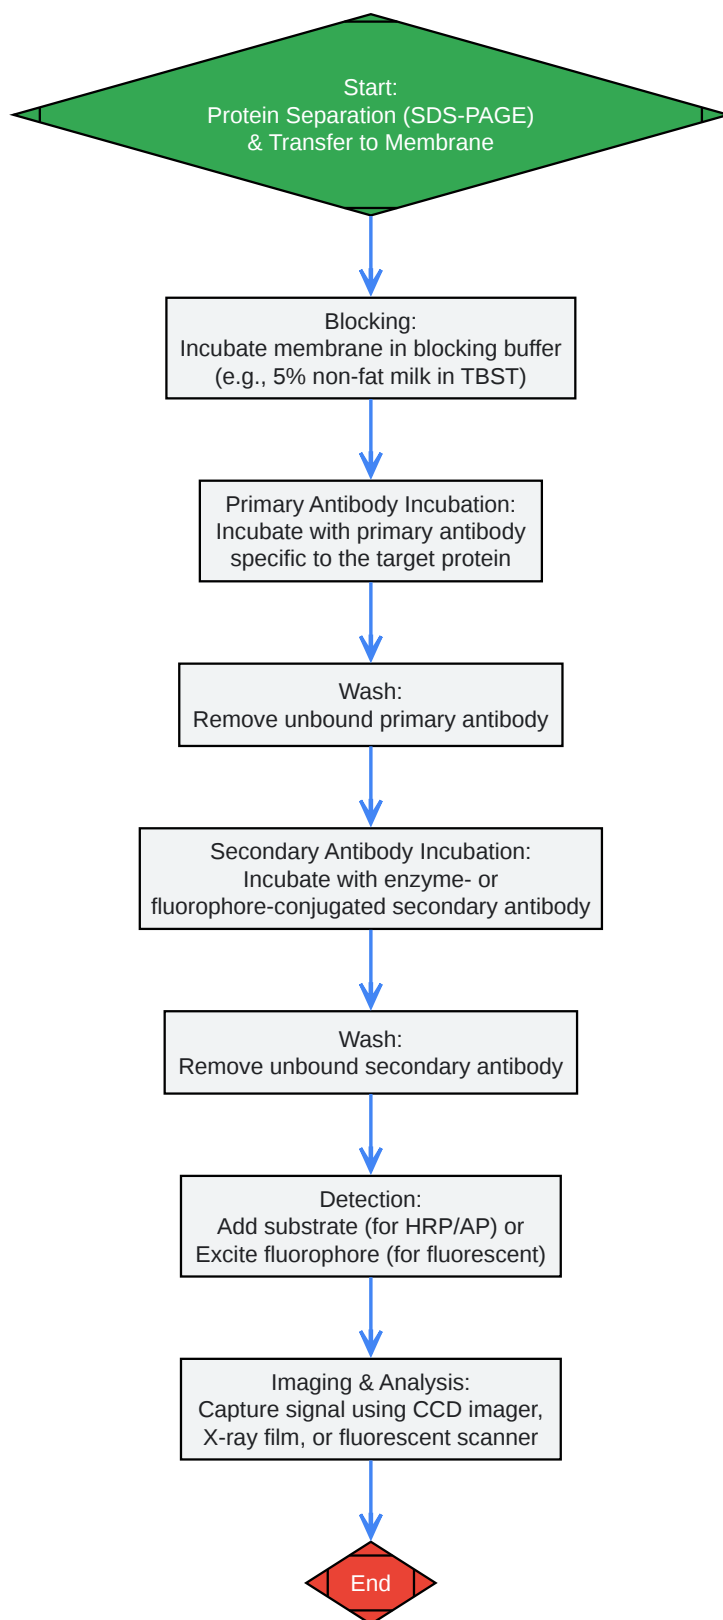 Start:
Protein Separation (SDS-PAGE)
& Transfer to Membrane
Blocking:
Incubate membrane in blocking buffer
(e.g., 5% non-fat milk in TBST)
Primary Antibody Incubation:
Incubate with primary antibody
specific to the target protein
Wash:
Remove unbound primary antibody
Secondary Antibody Incubation:
Incubate with enzyme- or
fluorophore-conjugated secondary antibody
Wash:
Remove unbound secondary antibody
Detection:
Add substrate (for HRP/AP) or
Excite fluorophore (for fluorescent)
Imaging & Analysis:
Capture signal using CCD imager,
X-ray film, or fluorescent scanner
End